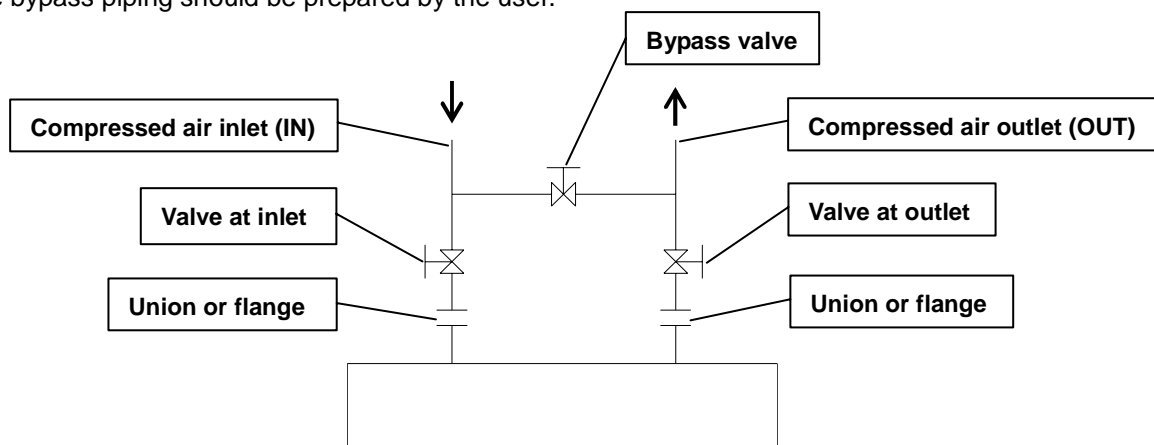 bypass piping should be prepared by the user.
Bypass valve
Compressed air inlet (IN)
Compressed air outlet (OUT)
Valve at inlet
Valve at outlet
Union or flange
Union or flange